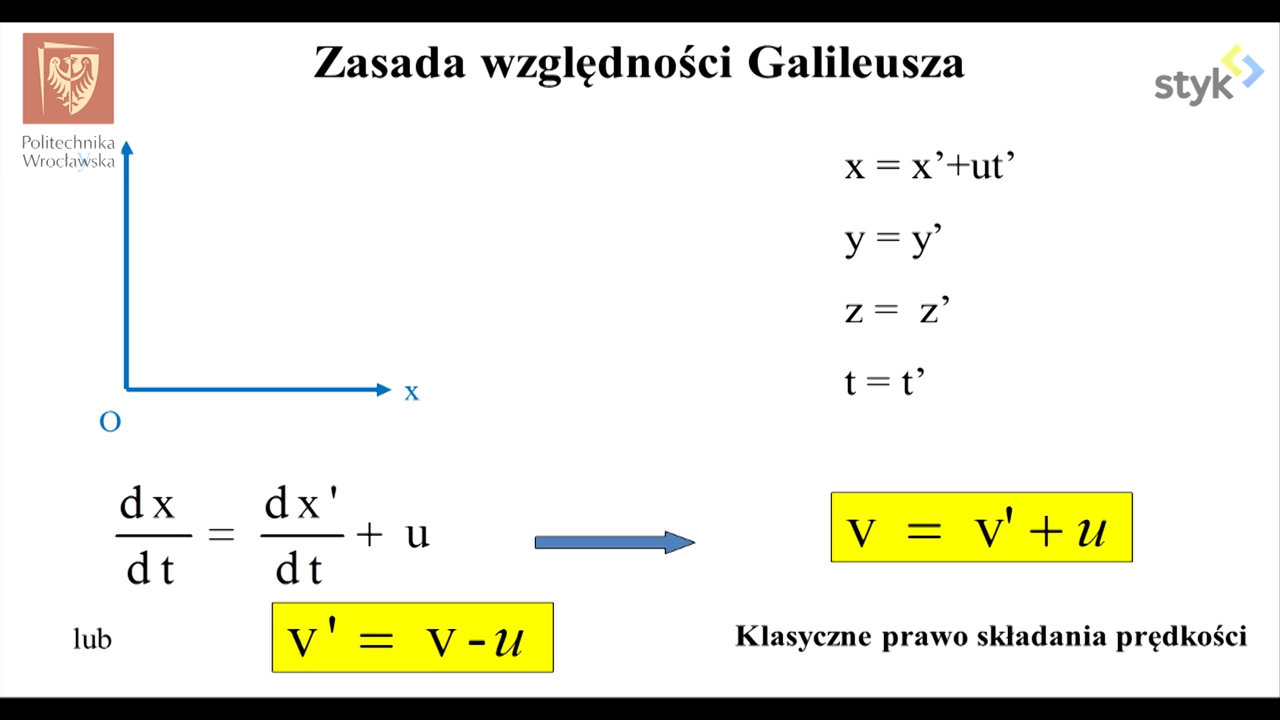 Zasada względności Galileusza
styk
Politechnika
Wrocławska
y
x
O
x = x’+ut’
y = y’
z = z’
t = t’
dx/dt = dx'/dt + u
v = v' + u
lub
v' = v - u
Klasyczne prawo składania prędkości